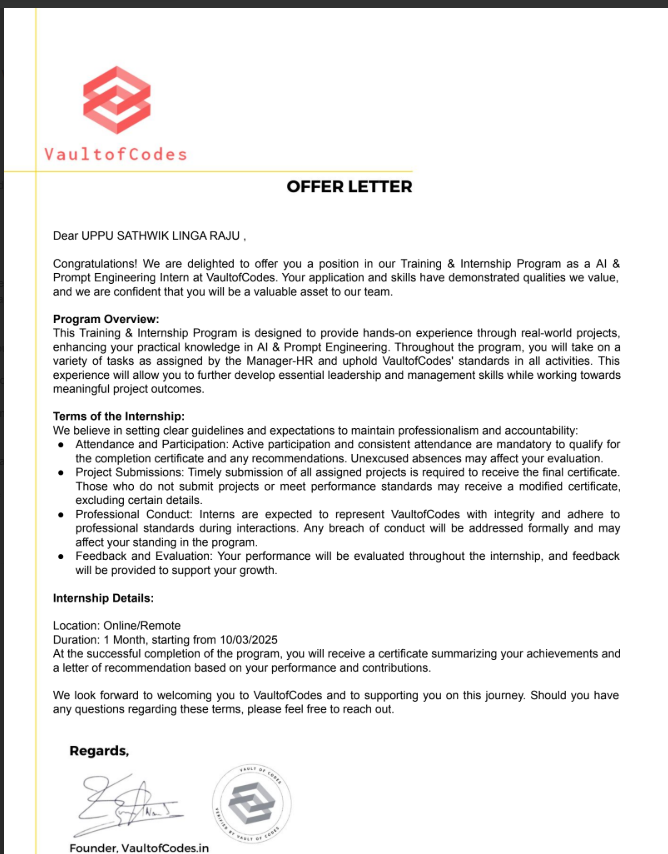 VaultofCodes
OFFER LETTER
Dear UPPU SATHWIK LINGA RAJU ,
Congratulations! We are delighted to offer you a position in our Training & Internship Program as a AI &
Prompt Engineering Intern at VaultofCodes. Your application and skills have demonstrated qualities we value,
and we are confident that you will be a valuable asset to our team.
Program Overview:
This Training & Internship Program is designed to provide hands-on experience through real-world projects,
enhancing your practical knowledge in AI & Prompt Engineering. Throughout the program, you will take on a
variety of tasks as assigned by the Manager-HR and uphold VaultofCodes' standards in all activities. This
experience will allow you to further develop essential leadership and management skills while working towards
meaningful project outcomes.
Terms of the Internship:
We believe in setting clear guidelines and expectations to maintain professionalism and accountability:
● Attendance and Participation: Active participation and consistent attendance are mandatory to qualify for
the completion certificate and any recommendations. Unexcused absences may affect your evaluation.
● Project Submissions: Timely submission of all assigned projects is required to receive the final certificate.
Those who do not submit projects or meet performance standards may receive a modified certificate,
excluding certain details.
● Professional Conduct: Interns are expected to represent VaultofCodes with integrity and adhere to
professional standards during interactions. Any breach of conduct will be addressed formally and may
affect your standing in the program.
● Feedback and Evaluation: Your performance will be evaluated throughout the internship, and feedback
will be provided to support your growth.
Internship Details:
Location: Online/Remote
Duration: 1 Month, starting from 10/03/2025
At the successful completion of the program, you will receive a certificate summarizing your achievements and
a letter of recommendation based on your performance and contributions.
We look forward to welcoming you to VaultofCodes and to supporting you on this journey. Should you have
any questions regarding these terms, please feel free to reach out.
Regards,
VAULT OF CODES
VERIFIED BY VAULT OF CODES
Founder, VaultofCodes.in